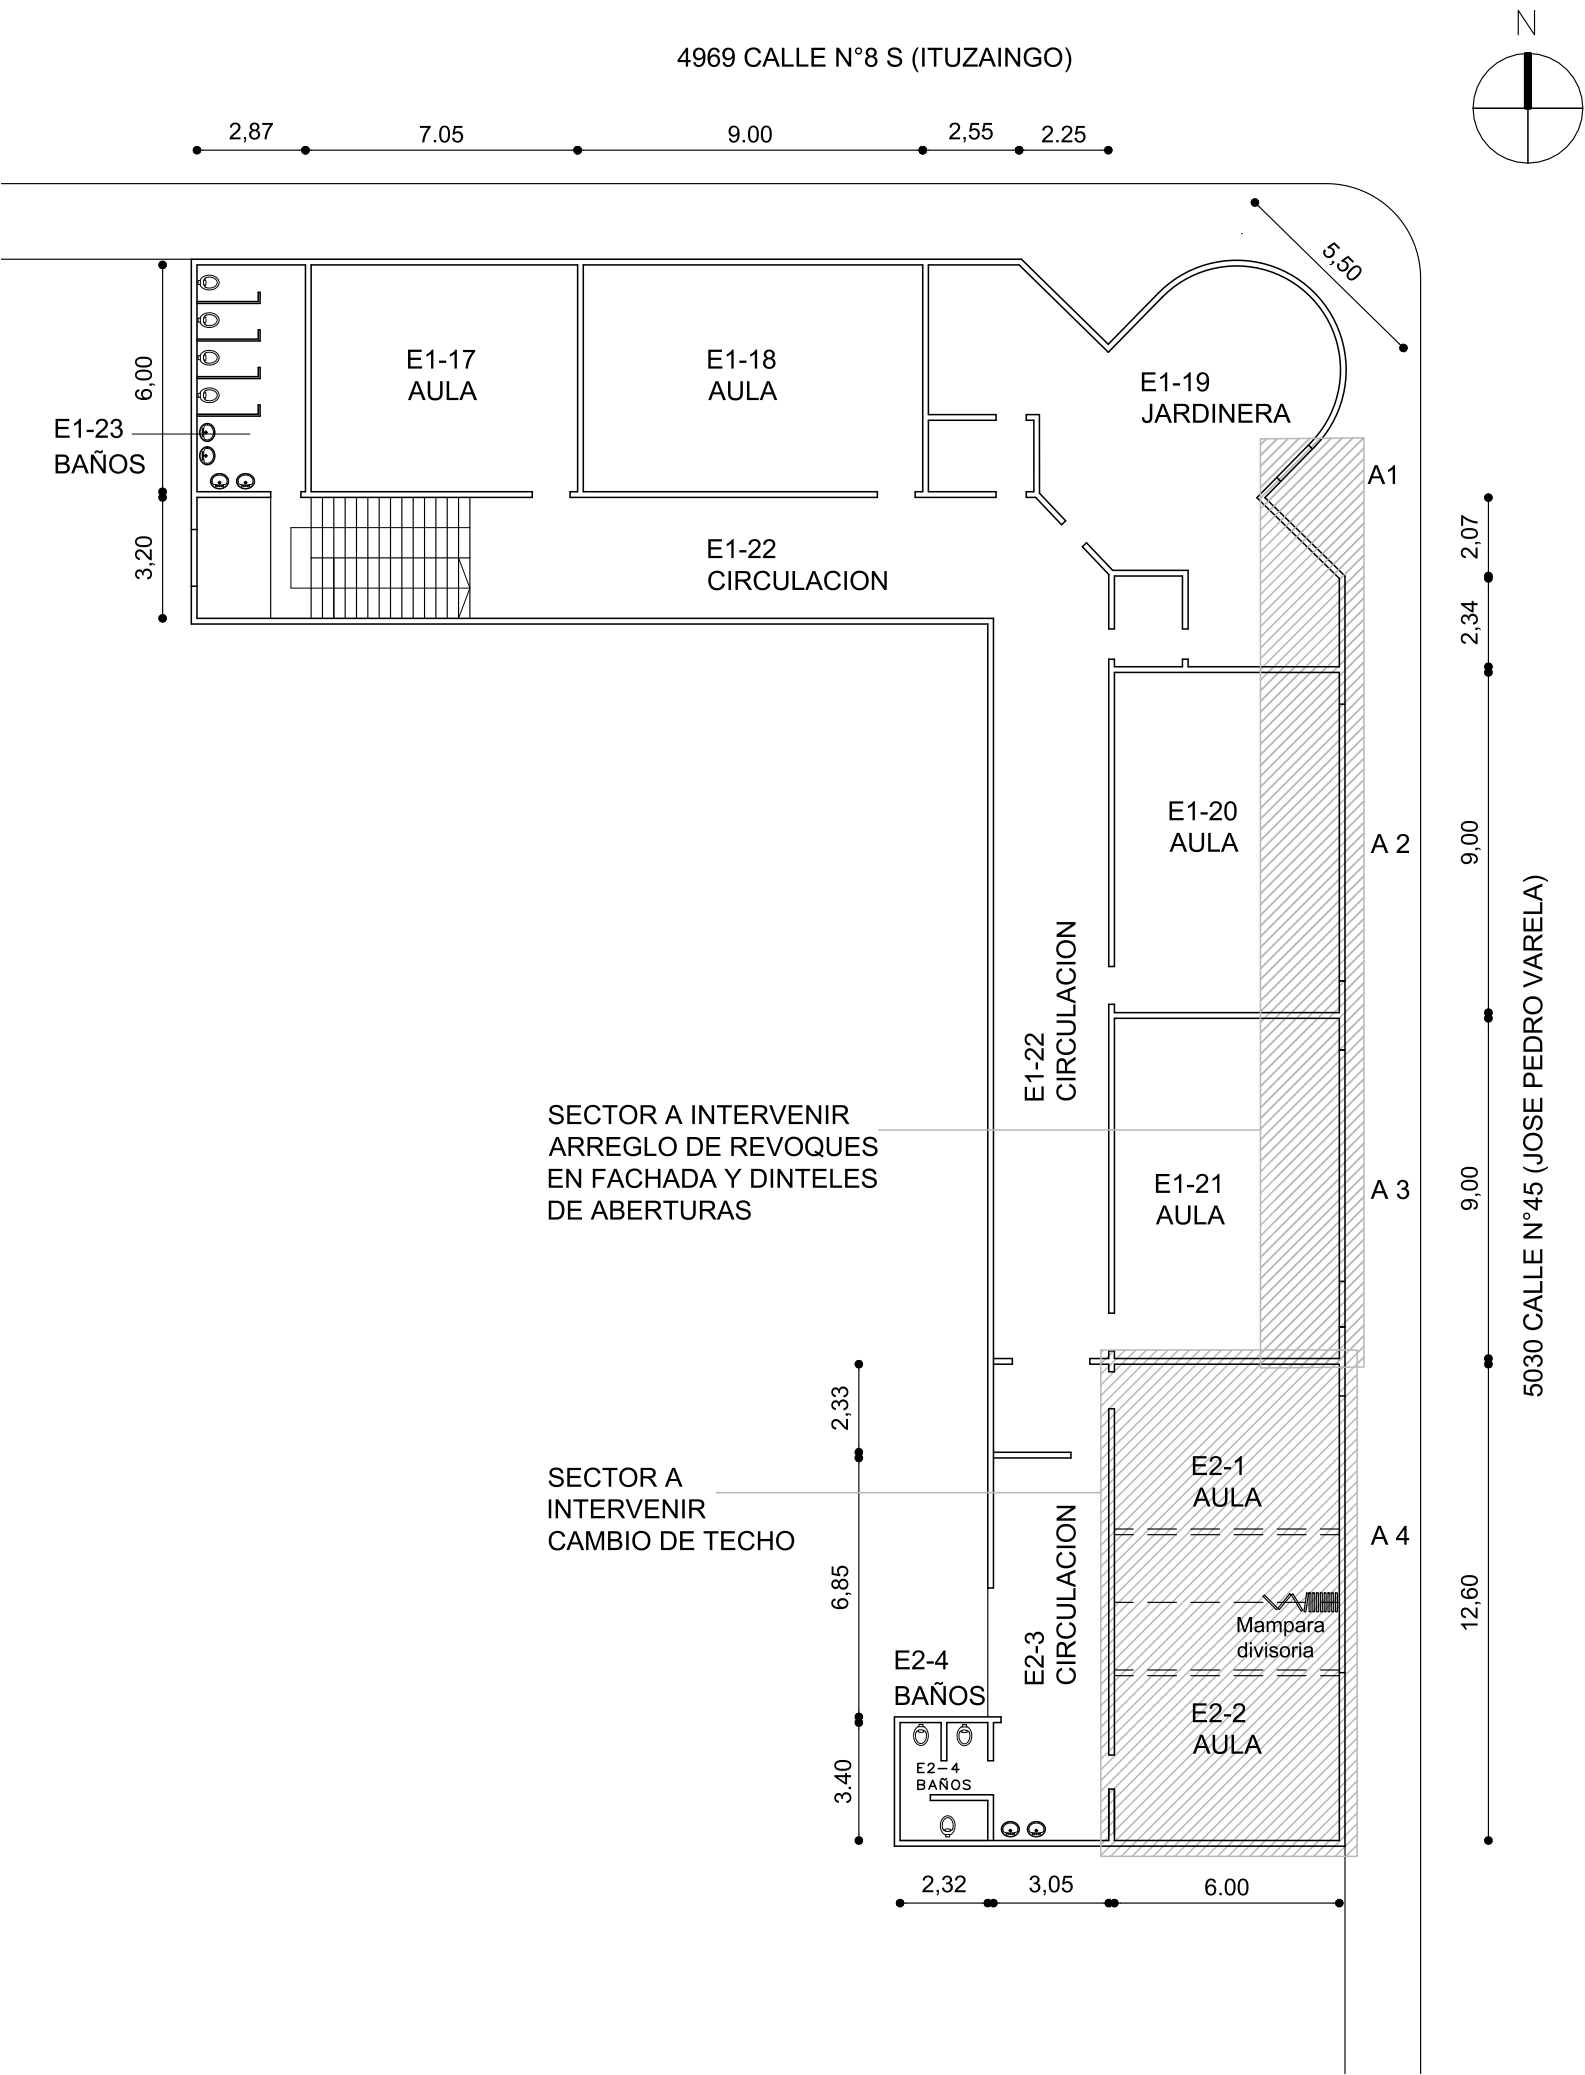 N
4969 CALLE N°8 S (ITUZAINGO)
2,87
7.05
9.00
2,55
2.25
5,50
6,00
E1-17
AULA
E1-18
AULA
E1-19
JARDINERA
E1-23
BAÑOS
A1
3,20
E1-22
CIRCULACION
2,07
2,34
E1-20
AULA
A 2
9,00
5030 CALLE N°45 (JOSE PEDRO VARELA)
E1-22
CIRCULACION
SECTOR A INTERVENIR
ARREGLO DE REVOQUES
EN FACHADA Y DINTELES
DE ABERTURAS
E1-21
AULA
A 3
9,00
2,33
SECTOR A
INTERVENIR
CAMBIO DE TECHO
E2-1
AULA
A 4
6,85
E2-3
CIRCULACION
12,60
Mampara
divisoria
E2-4
BAÑOS
E2-2
AULA
E2-4
BAÑOS
3.40
2,32
3,05
6.00